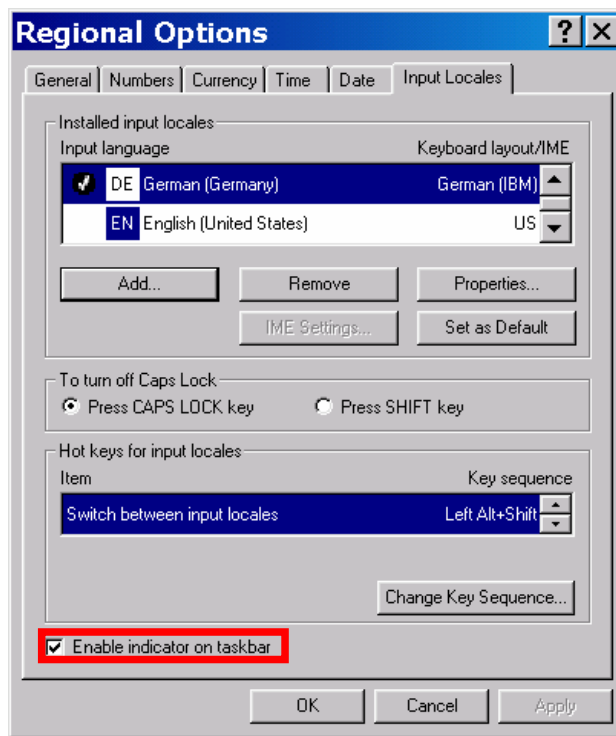 Regional Options
General Numbers Currency Time Date Input Locales
Installed input locales
Input language Keyboard layout/IME
DE German (Germany) German (IBM)
EN English (United States) US
Add... Remove Properties...
IME Settings... Set as Default
To turn off Caps Lock
Press CAPS LOCK key Press SHIFT key
Hot keys for input locales
Item Key sequence
Switch between input locales Left Alt+Shift
Change Key Sequence...
Enable indicator on taskbar
OK Cancel Apply